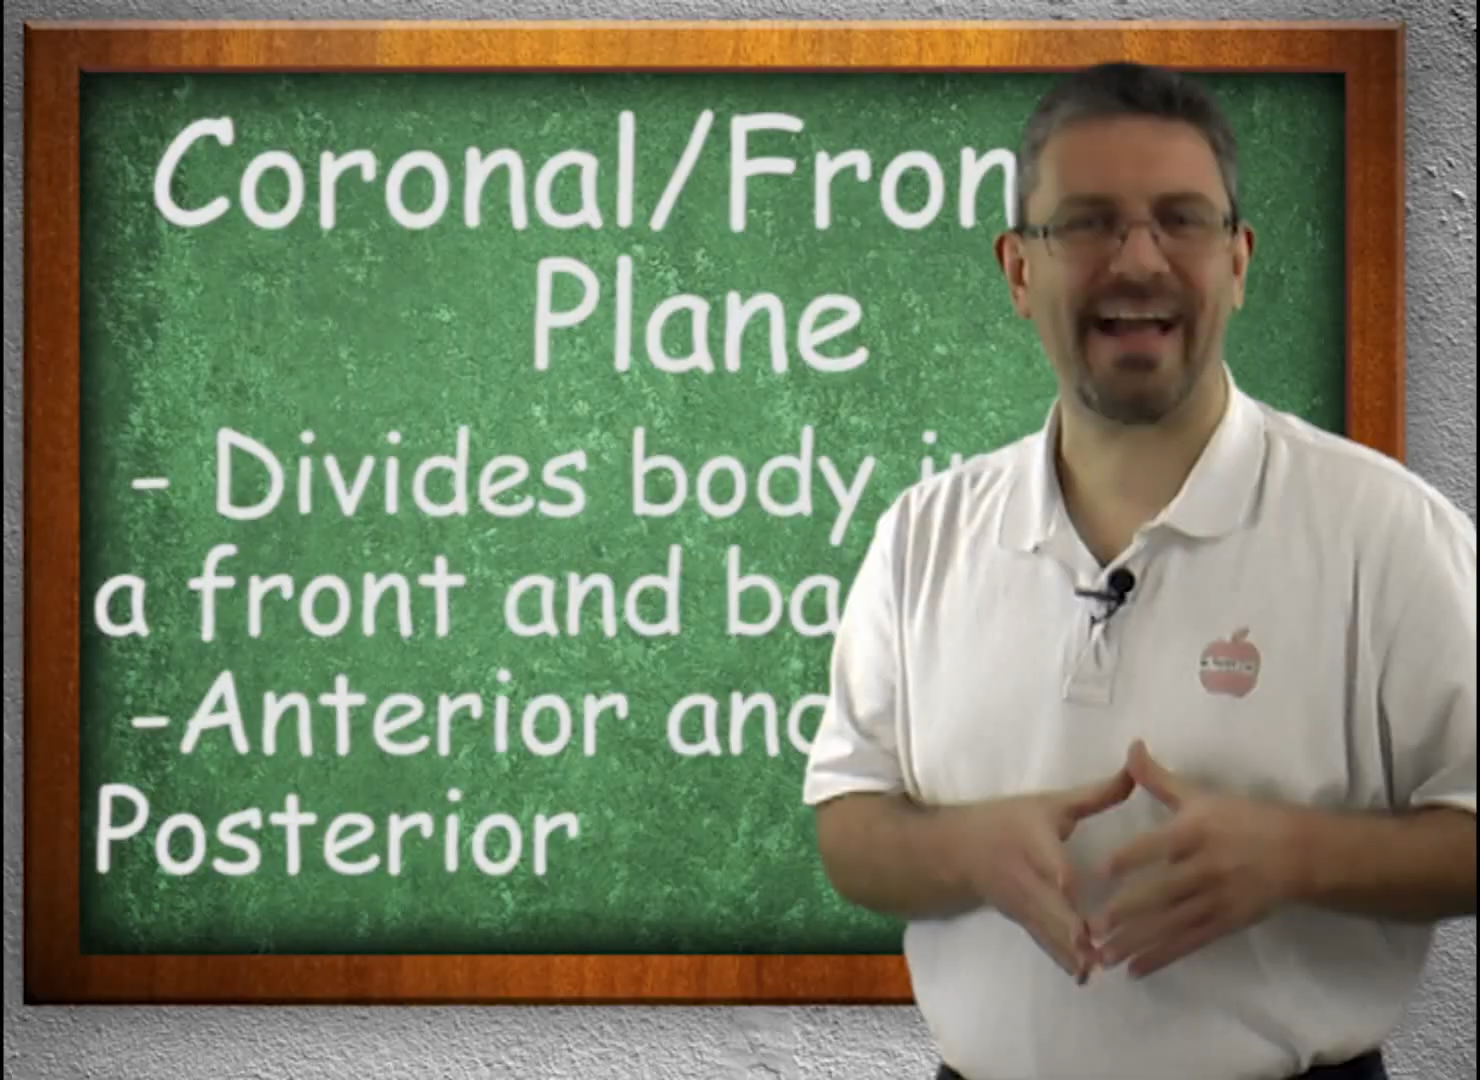 Coronal/Fron
Plane
- Divides body
a front and ba
-Anterior and
Posterior